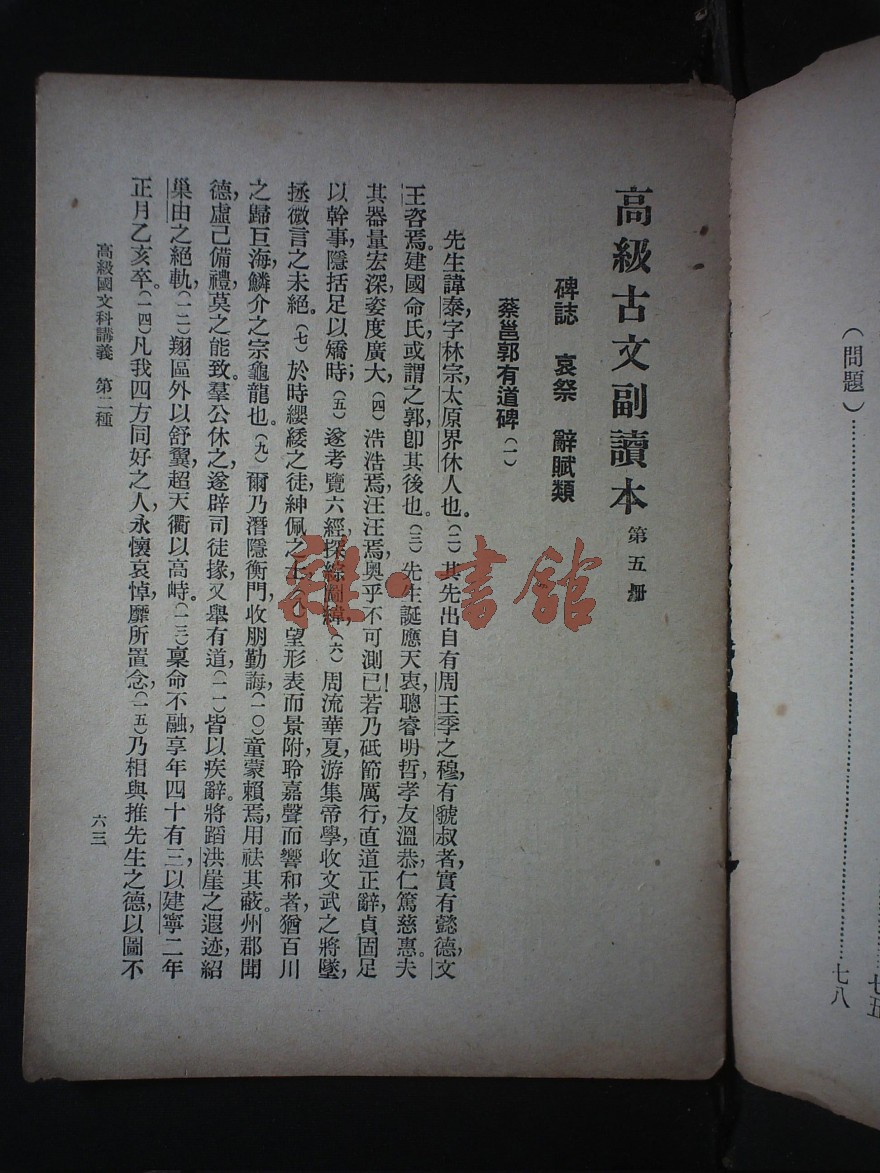 (問題)……七八
七五
高級古文副讀本 第五册
碑誌 哀祭 辭賦類
蔡邕郭有道碑(一)
先生諱泰,字林宗,太原界休人也。(二)其先出自有周王季之穆,有虢叔者,實有懿德,文
王咨焉。建國命氏,或謂之郭,卽其後也。(三)先生誕應天衷,聰睿明哲,孝友溫恭,仁篤慈惠。夫
其器量宏深,姿度廣大,(四)浩浩焉,汪汪焉,奧乎不可測已!若乃砥節厲行,直道正辭,貞固足
以幹事,隱括足以矯時;(五)遂考覽六經,探綜圖緯,(六)周流華夏,游集帝學,收文武之將墜,
拯微言之未絕。(七)於時纓緌之徒,紳佩之士,(八)望形表而景附,聆嘉聲而響和者,猶百川
之歸巨海,鱗介之宗龜龍也。(九)爾乃潛隱衡門,收朋勤誨,(一〇)童蒙賴焉,用祛其蔽。州郡聞
德,虛己備禮,莫之能致。羣公休之,遂辟司徒掾,又舉有道,(一一)皆以疾辭。將蹈洪崖之遐迹,紹
巢由之絕軌,(一二)翔區外以舒翼,超天衢以高峙。(一三)稟命不融,享年四十有三,以建寧二年
正月乙亥卒。(一四)凡我四方同好之人,永懷哀悼,靡所置念,(一五)乃相與推先生之德,以圖不
高級國文科講義 第二種 六三
雜·書館